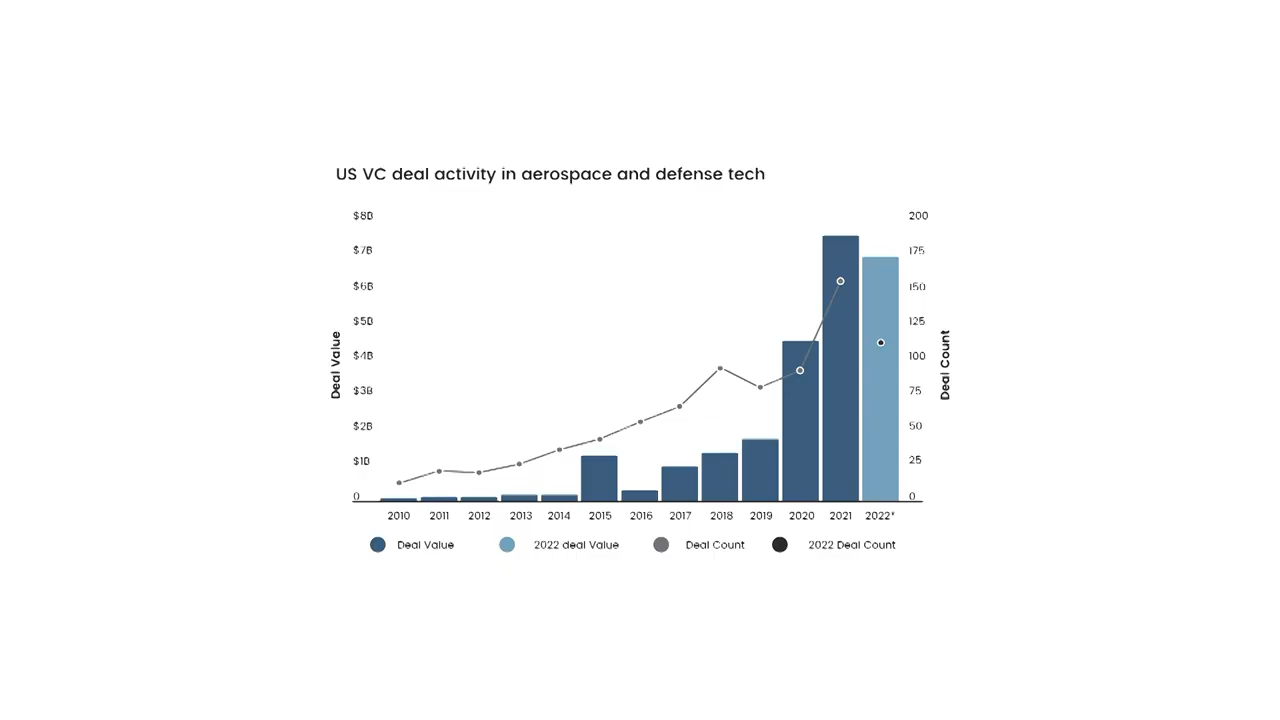 US VC deal activity in aerospace and defense tech
$8B 200
$7B 175
$6B 150
$5B 125
$4B 100
$3B 75
$2B 50
$1B 25
0 0
Deal Value
Deal Count
2010 2011 2012 2013 2014 2015 2016 2017 2018 2019 2020 2021 2022*
Deal Value 2022 deal Value Deal Count 2022 Deal Count